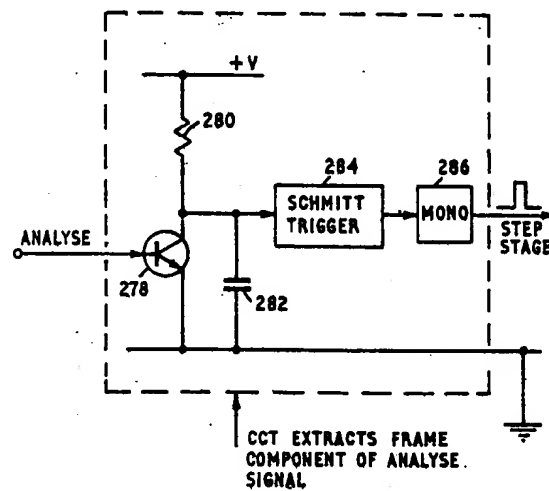 +V
280
284
286
SCHMITT
TRIGGER
MONO
STEP
STAGE
ANALYSE
278
282
CCT EXTRACTS FRAME
COMPONENT OF ANALYSE.
SIGNAL